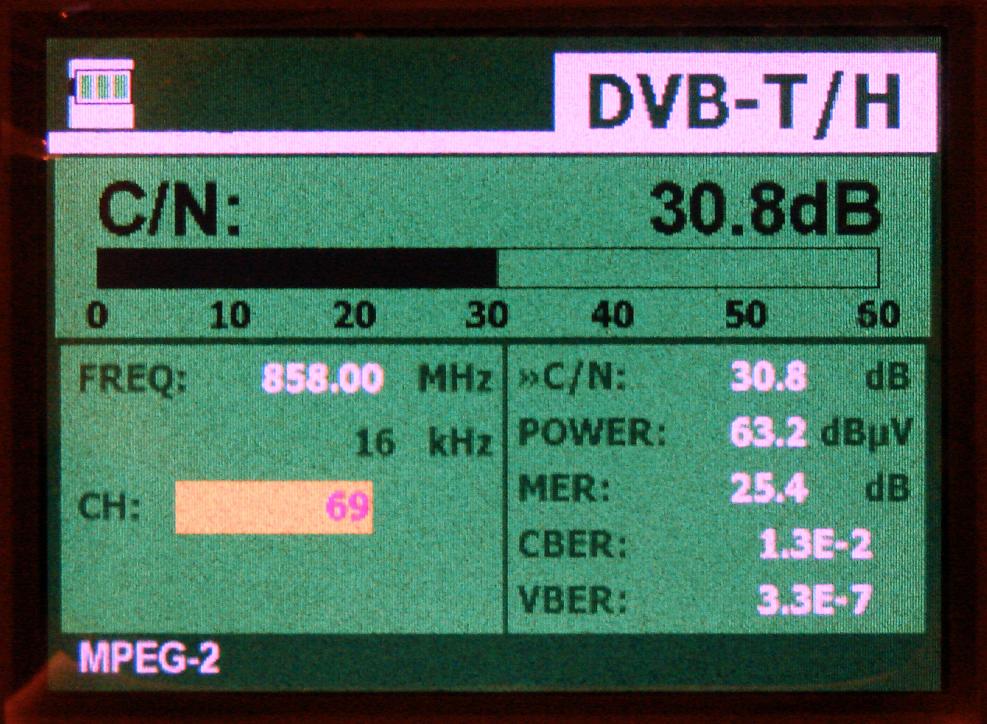 DVB-T/H
C/N: 30.8dB
0 10 20 30 40 50 60
FREQ: 858.00 MHz
16 kHz
CH: 69
»C/N: 30.8 dB
POWER: 63.2 dBµV
MER: 25.4 dB
CBER: 1.3E-2
VBER: 3.3E-7
MPEG-2